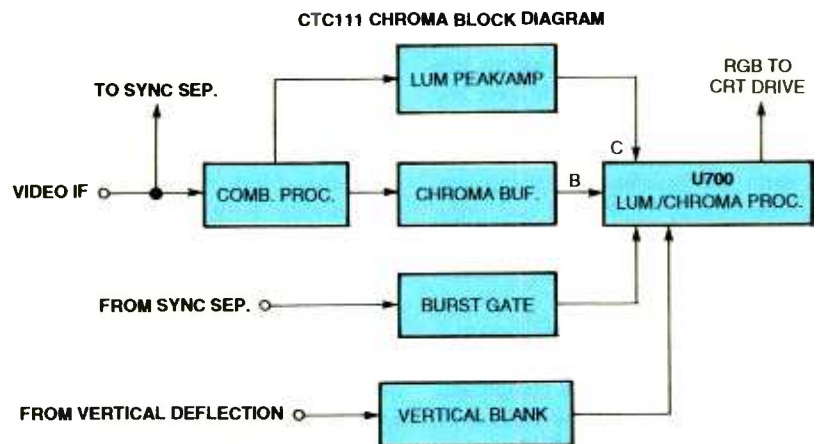 CTC111 CHROMA BLOCK DIAGRAM
LUM PEAK/AMP
RGB TO
CRT DRIVE
TO SYNC SEP.
C
VIDEO IF
COMB. PROC.
CHROMA BUF.
B
U700
LUM./CHROMA PROC.
FROM SYNC SEP.
BURST GATE
FROM VERTICAL DEFLECTION
VERTICAL BLANK